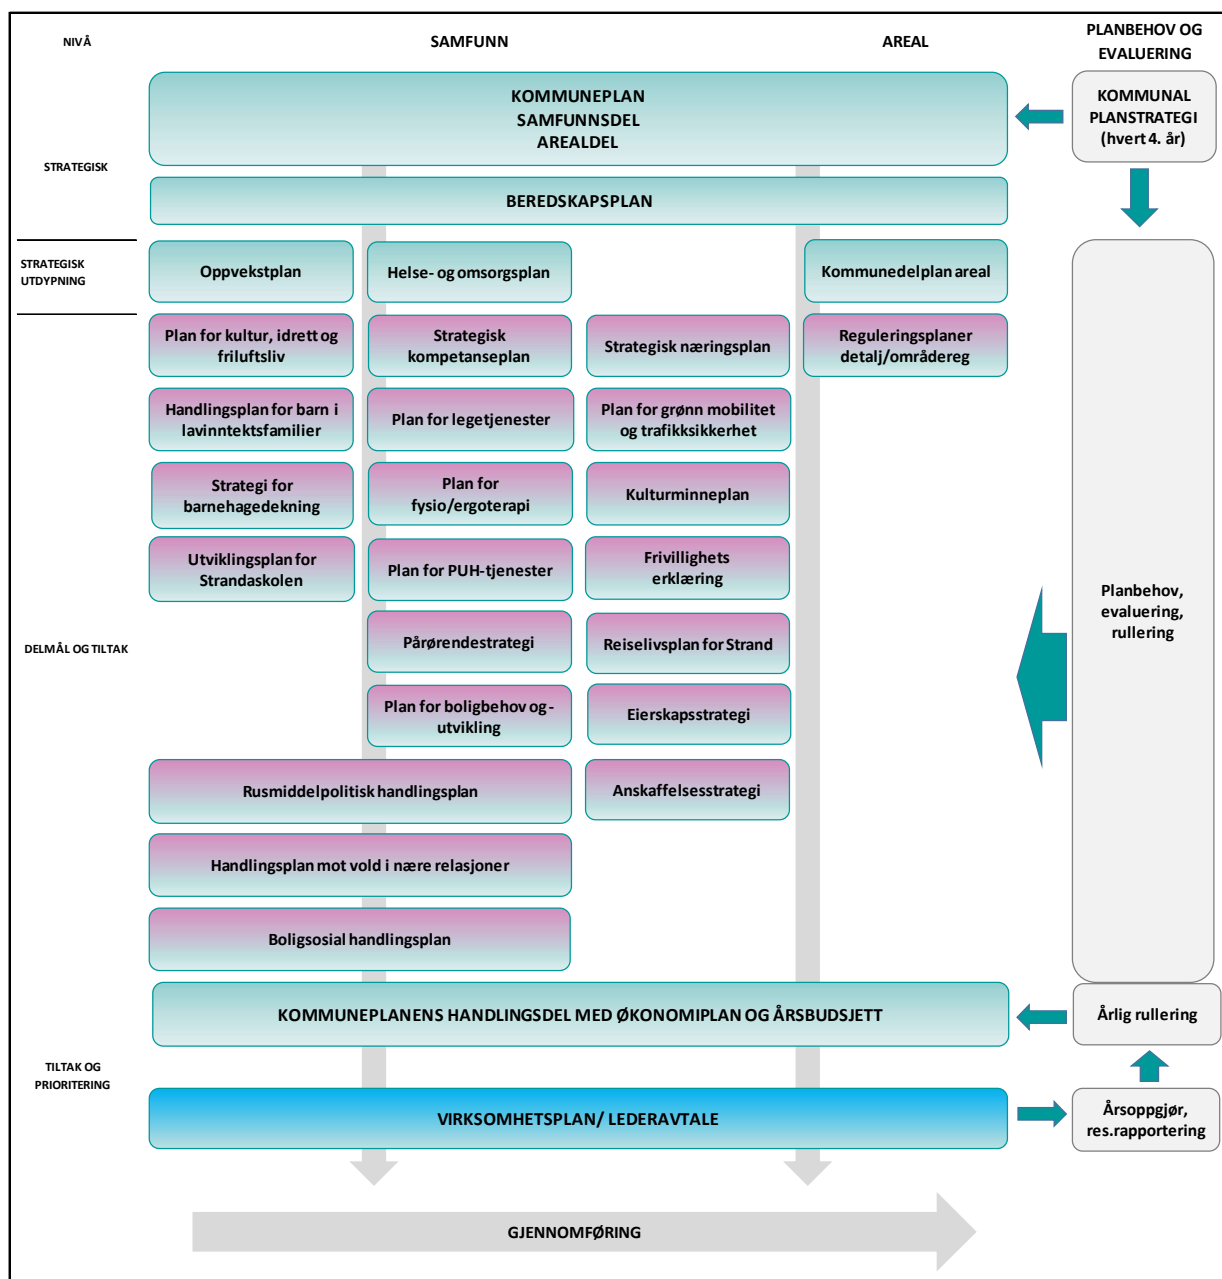 NIVÅ
SAMFUNN
AREAL
PLANBEHOV OG
EVALUERING
KOMMUNEPLAN
SAMFUNNSDEL
AREALDEL
KOMMUNAL
PLANSTRATEGI
(hvert 4. år)
STRATEGISK
BEREDSKAPSPLAN
STRATEGISK
UTDYPNING
Oppvekstplan
Helse- og omsorgsplan
Kommunedelplan areal
Plan for kultur, idrett og
friluftsliv
Strategisk
kompetanseplan
Strategisk næringsplan
Reguleringsplaner
detalj/områdereg
Handlingsplan for barn i
lavinntektsfamilier
Plan for legetjenester
Plan for grønn mobilitet
og trafikksikkerhet
Strategi for
barnehagedekning
Plan for
fysio/ergoterapi
Kulturminneplan
Utviklingsplan for
Strandaskolen
Plan for PUH-tjenester
Frivillighets
erklæring
Planbehov,
evaluering,
rullering
DELMÅL OG TILTAK
Pårørendestrategi
Reiselivsplan for Strand
Plan for boligbehov og -
utvikling
Eierskapsstrategi
Rusmiddelpolitisk handlingsplan
Anskaffelsesstrategi
Handlingsplan mot vold i nære relasjoner
Boligsosial handlingsplan
KOMMUNEPLANENS HANDLINGSDEL MED ØKONOMIPLAN OG ÅRSBUDSJETT
Årlig rullering
TILTAK OG
PRIORITERING
VIRKSOMHETSPLAN/ LEDERAVTALE
Årsoppgjør,
res.rapportering
GJENNOMFØRING